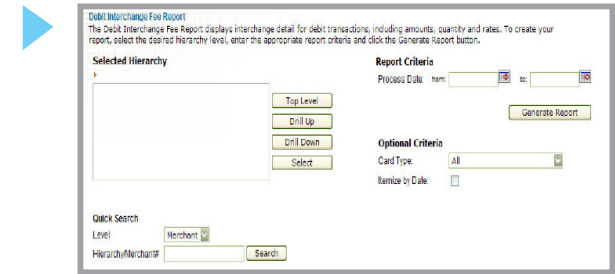 Debit Interchange Fee Report
The Debit Interchange Fee Report displays interchange detail for debit transactions, including amounts, quantity and rates. To create your
report, select the desired hierarchy level, enter the appropriate report criteria and click the Generate Report button.
Selected Hierarchy
Report Criteria
Process Date: from: to:
Top Level
Generate Report
Drill Up
Drill Down
Optional Criteria
Select
Card Type: All
Itemize by Date:
Quick Search
Level Merchant
Hierarchy/Merchant# Search